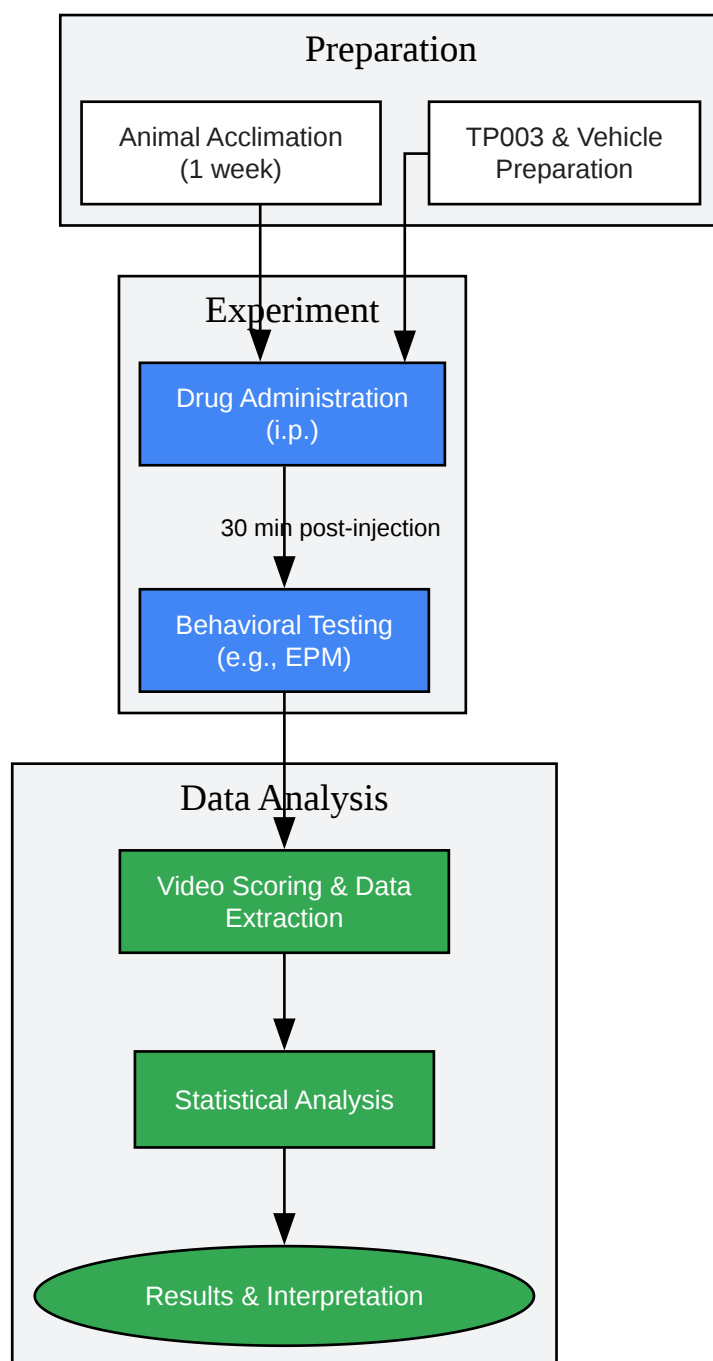 Preparation
Animal Acclimation
(1 week)
TP003 & Vehicle
Preparation
Experiment
Drug Administration
(i.p.)
30 min post-injection
Behavioral Testing
(e.g., EPM)
Data Analysis
Video Scoring & Data
Extraction
Statistical Analysis
Results & Interpretation